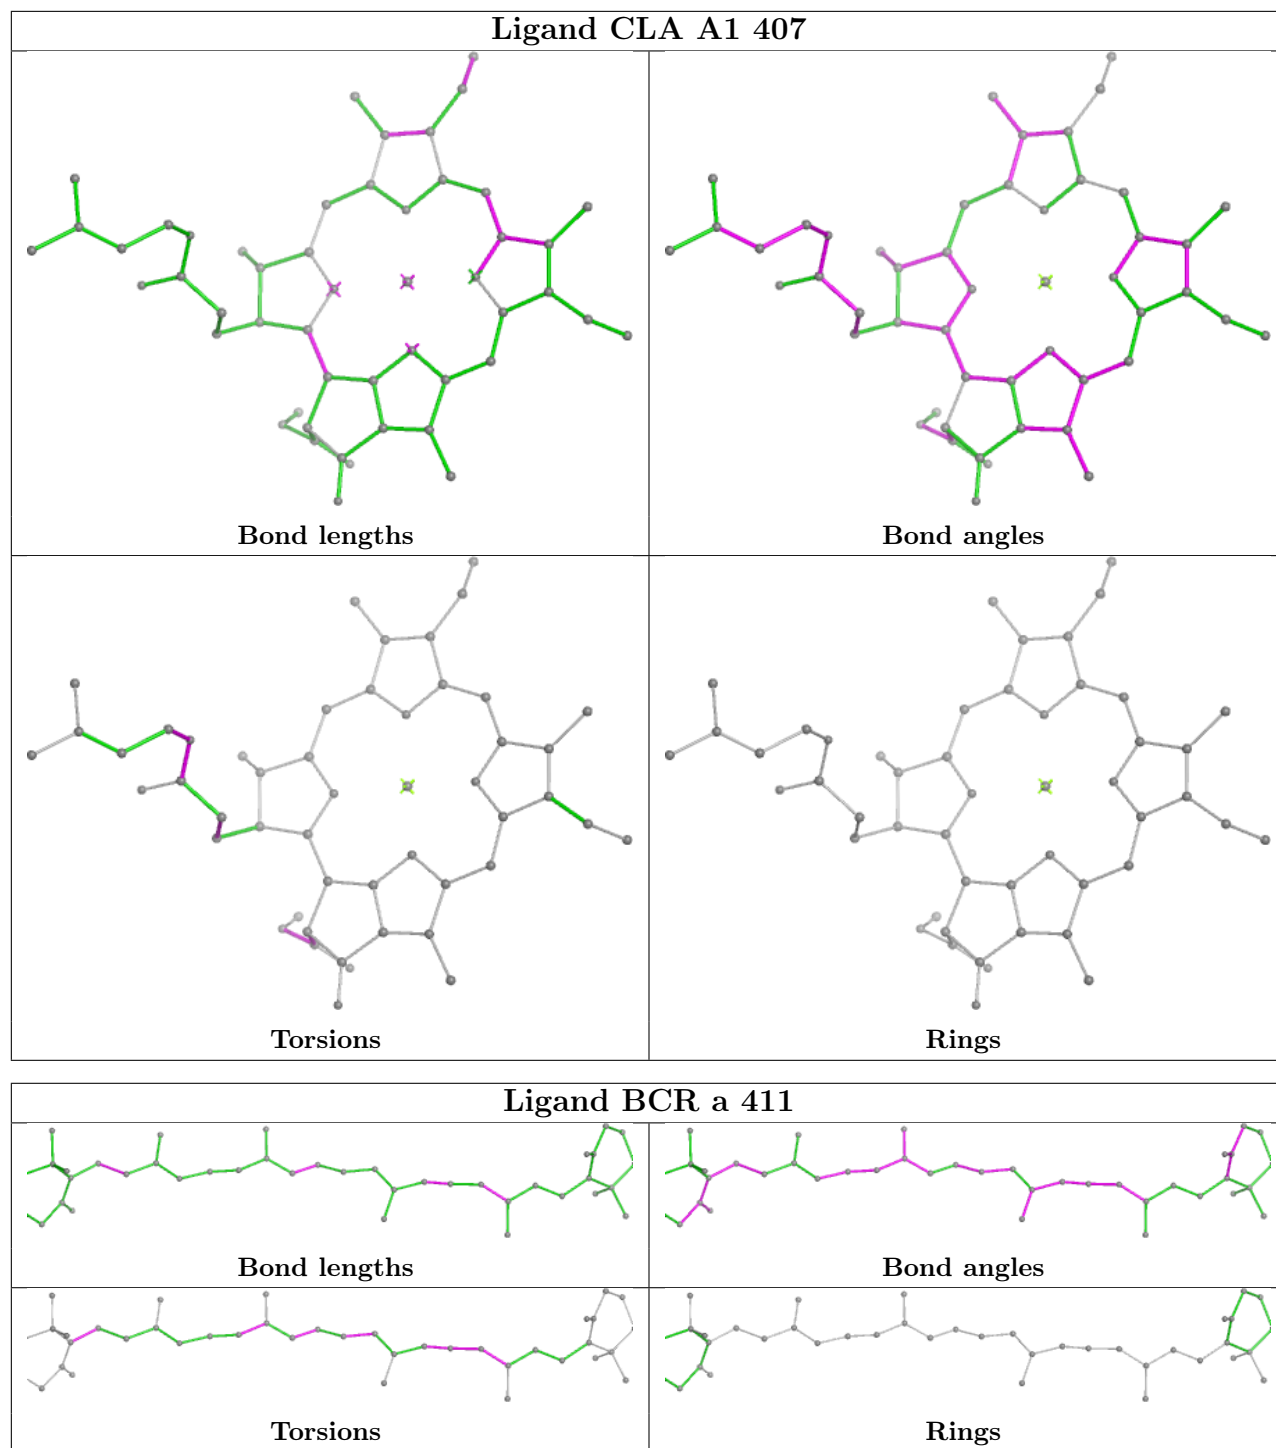 Ligand CLA A1 407
Bond lengths
Bond angles
Torsions
Rings
Ligand BCR a 411
Bond lengths
Bond angles
Torsions
Rings